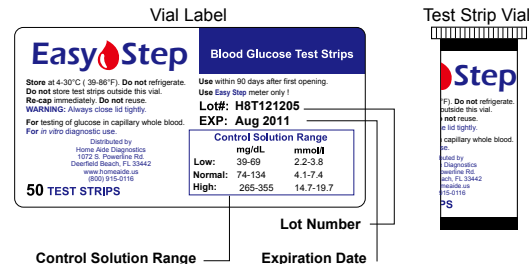 Vial Label
Test Strip Vial
Easy Step
Blood Glucose Test Strips
Store at 4-30°C ( 39-86°F). Do not refrigerate.
Do not store test strips outside this vial.
Re-cap immediately. Do not reuse.
WARNING: Always close lid tightly.
For testing of glucose in capillary whole blood.
For in vitro diagnostic use.
Distributed by
Home Aide Diagnostics
1072 S. Powerline Rd.
Deerfield Beach, FL 33442
www.homeaide.us
(800) 915-0116
50 TEST STRIPS
Use within 90 days after first opening.
Use Easy Step meter only !
Lot#: H8T121205
EXP: Aug 2011
Control Solution Range
mg/dL mmol/l
Low: 39-69 2.2-3.8
Normal: 74-134 4.1-7.4
High: 265-355 14.7-19.7
Lot Number
Control Solution Range
Expiration Date
Step
°F). Do not refrigerate.
outside this vial.
not reuse.
lid tightly.
capillary whole blood.
se.
buted by
Diagnostics
owerline Rd.
ach, FL 33442
meaide.us
915-0116
PS